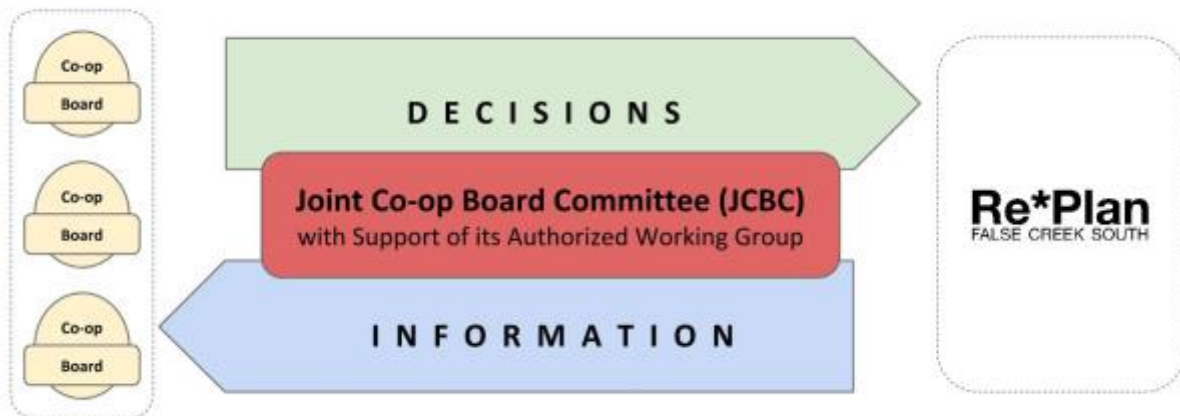 Co-op
Board
Co-op
Board
Co-op
Board
DECISIONS
Joint Co-op Board Committee (JCBC)
with Support of its Authorized Working Group
INFORMATION
Re*Plan
FALSE CREEK SOUTH